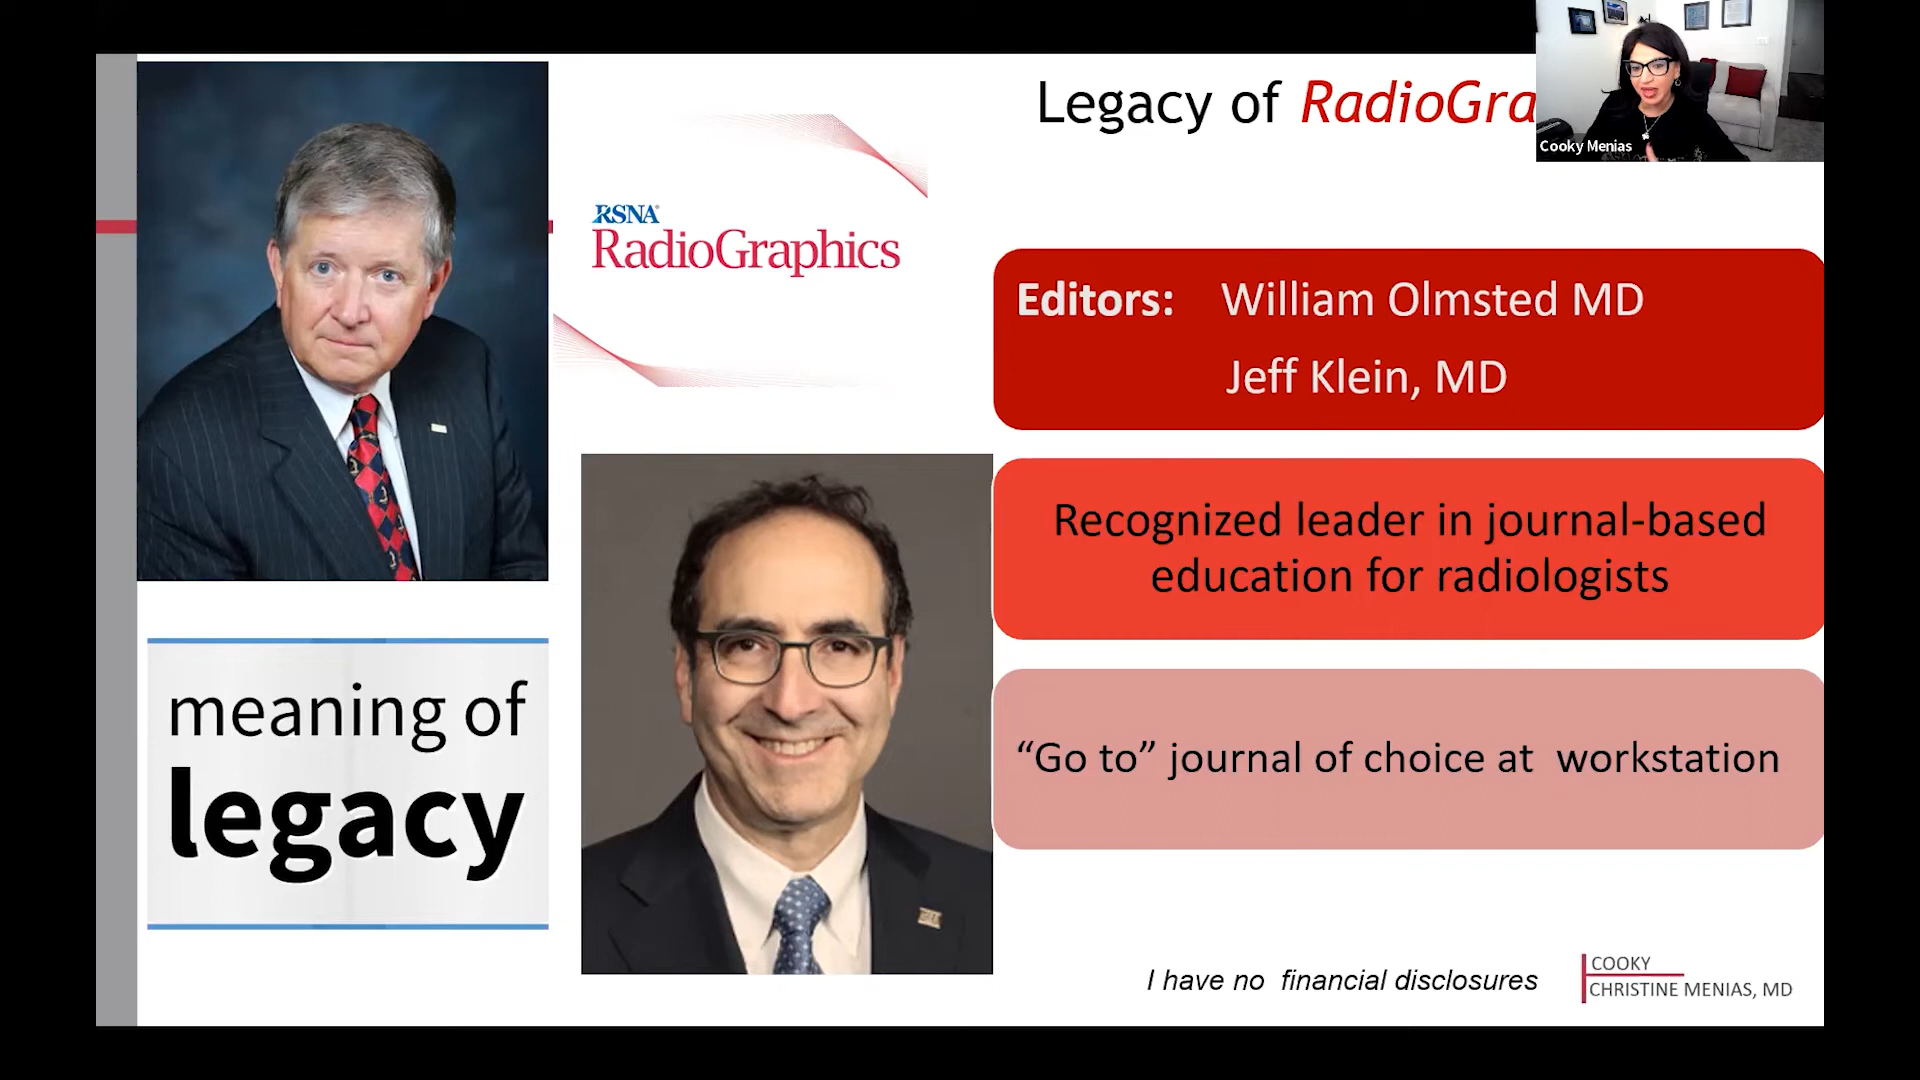 Legacy of RadioGra
Cooky Menias
RSNA
RadioGraphics
Editors: William Olmsted MD
Jeff Klein, MD
Recognized leader in journal-based
education for radiologists
“Go to” journal of choice at workstation
meaning of
legacy
I have no financial disclosures
COOKY
CHRISTINE MENIAS, MD